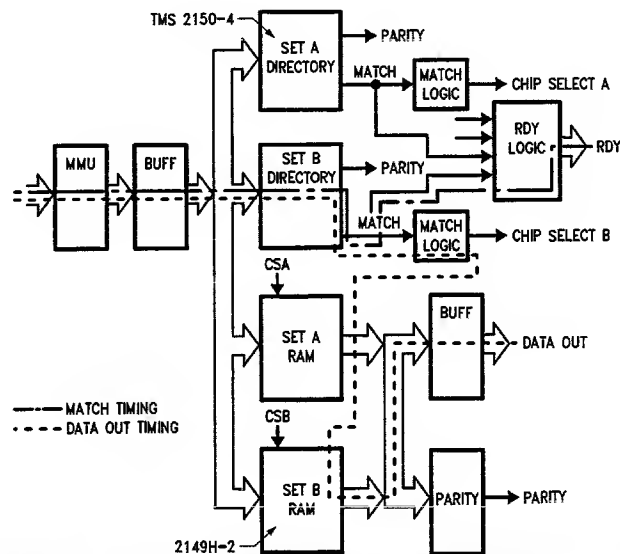 TMS 2150-4
SET A
DIRECTORY
PARITY
MATCH
MATCH
LOGIC
CHIP SELECT A
RDY
LOGIC
RDY
MMU
BUFF
SET B
DIRECTORY
PARITY
MATCH
MATCH
LOGIC
CHIP SELECT B
CSA
SET A
RAM
BUFF
DATA OUT
MATCH TIMING
DATA OUT TIMING
CSB
SET B
RAM
PARITY
PARITY
2149H-2